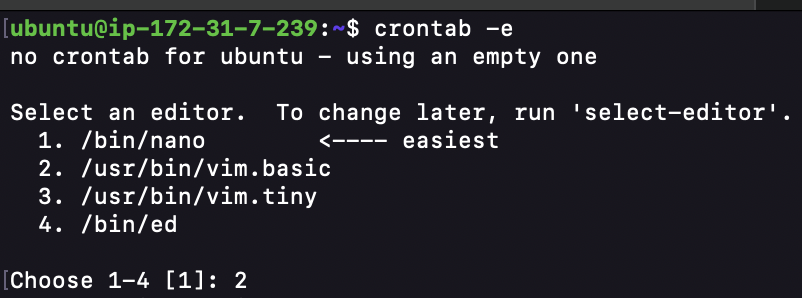 [ubuntu@ip-172-31-7-239:~$ crontab -e
no crontab for ubuntu - using an empty one
Select an editor.  To change later, run 'select-editor'.
  1. /bin/nano        <---- easiest
  2. /usr/bin/vim.basic
  3. /usr/bin/vim.tiny
  4. /bin/ed
[Choose 1-4 [1]: 2